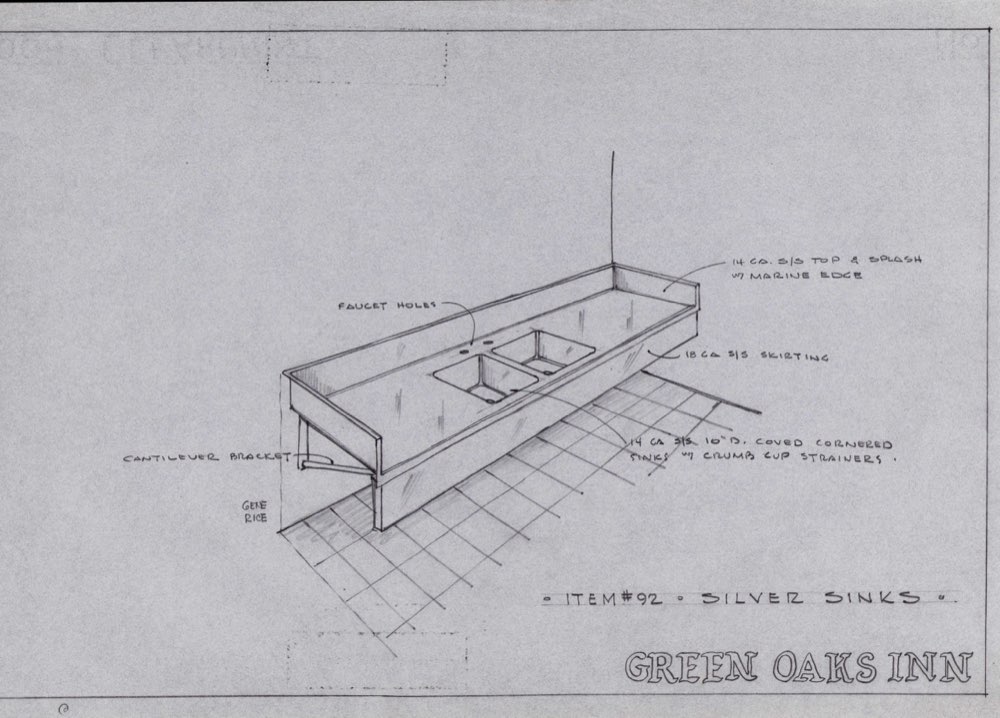 14 GA. S/S TOP & SPLASH
W/ MARINE EDGE
FAUCET HOLES
18 GA S/S SKIRTING
14 GA S/S 10" D. COVED CORNERED
SINKS W/ CRUMB CUP STRAINERS.
CANTILEVER BRACKET
GENE
RICE
• ITEM #92 • SILVER SINKS •
GREEN OAKS INN